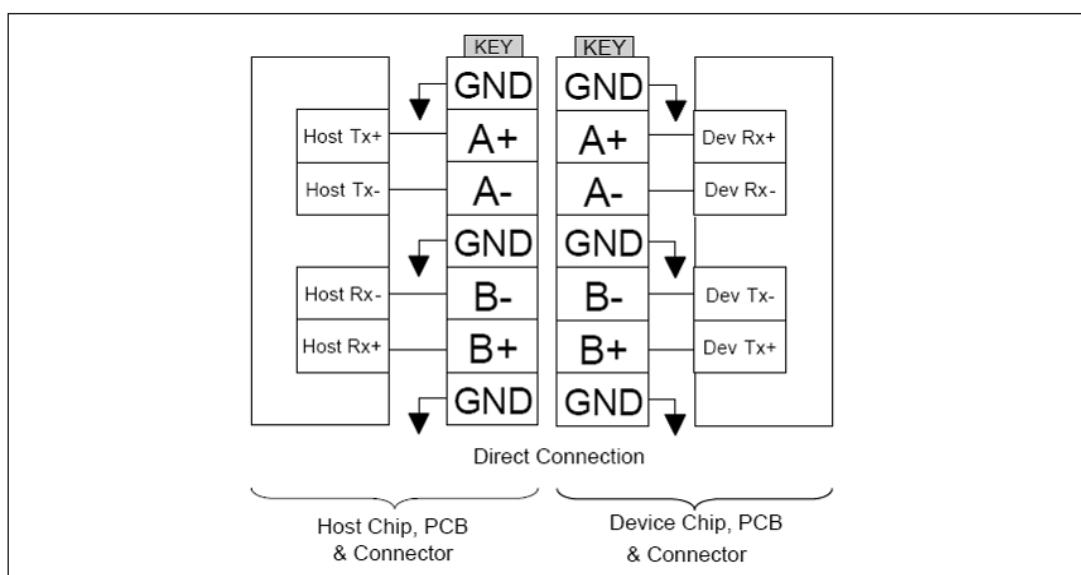 KEY KEY
GND GND
Host Tx+ A+ A+ Dev Rx+
Host Tx- A- A- Dev Rx-
GND GND
Host Rx- B- B- Dev Tx-
Host Rx+ B+ B+ Dev Tx+
GND GND
Direct Connection
Host Chip, PCB
& Connector
Device Chip, PCB
& Connector